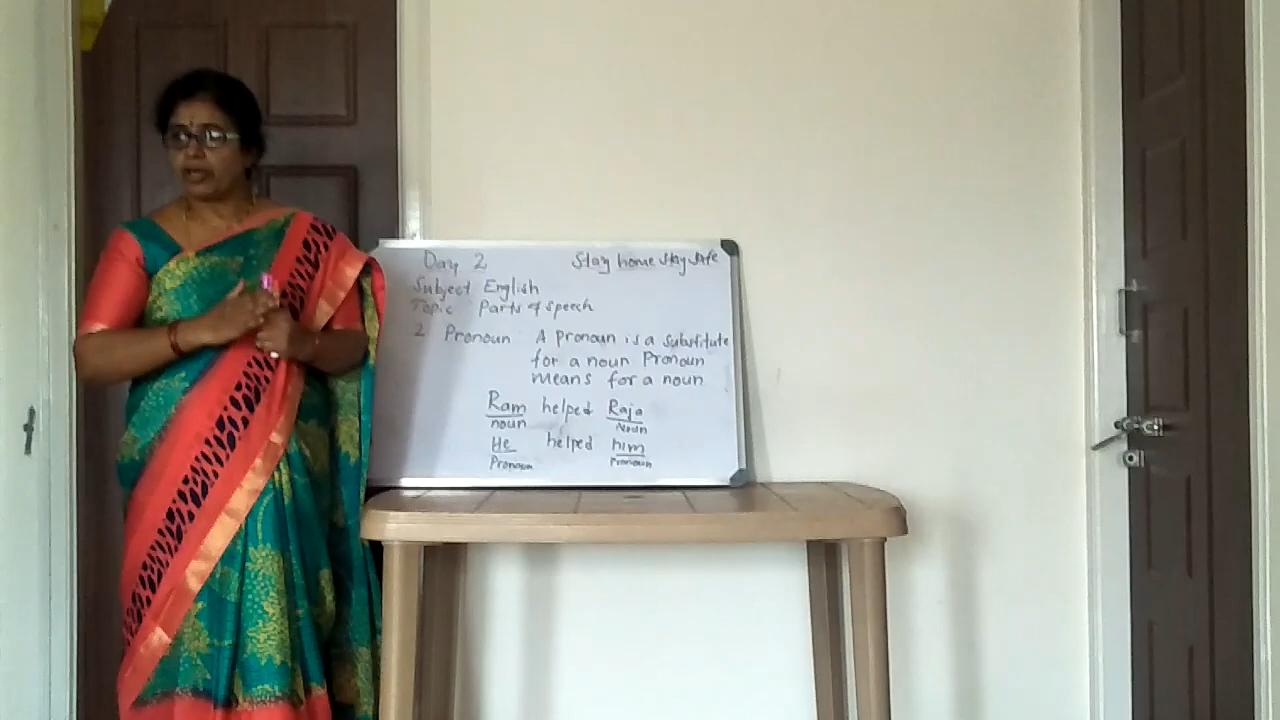 Day 2 Stay home stay safe
Subject English
Topic Parts of speech
2 Pronoun A Pronoun is a substitute
for a noun Pronoun
means for a noun
Ram helped Raja
noun Noun
He helped him
Pronoun Pronoun